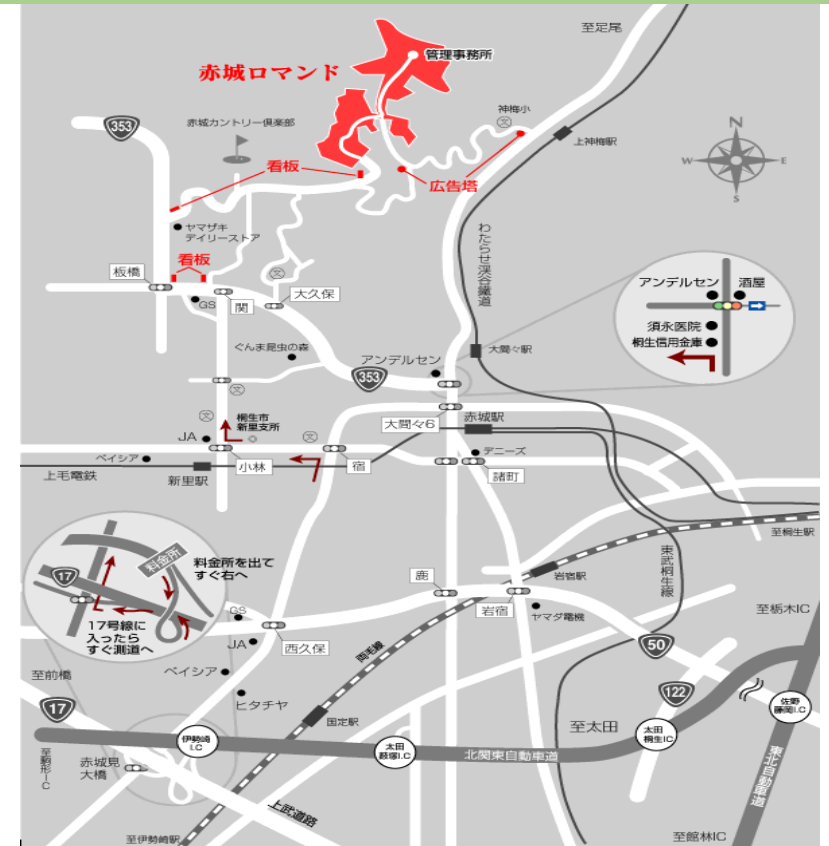 至足尾
管理事務所
赤城ロマンド
神梅小
文
353
赤城カントリー倶楽部
上神梅駅
N
W
E
S
看板
広告塔
ヤマザキ
デイリーストア
わたらせ渓谷鐵道
看板
板橋
文
大久保
GS
関
アンデルセン
酒屋
須永医院
桐生信用金庫
ぐんま昆虫の森
アンデルセン
大間々駅
353
文
文
桐生市
新里支所
大間々6
赤城駅
JA
文
デニーズ
ベイシア
小林
宿
諸町
上毛電鉄
新里駅
至桐生駅
料金所
料金所を出て
すぐ右へ
17
17号線に
入ったら
すぐ測道へ
東武桐生線
鹿
岩宿駅
岩宿
ヤマダ電機
至栃木IC
GS
JA
西久保
両毛線
50
至前橋
ベイシア
ヒタチヤ
122
17
国定駅
至太田
佐野
藤岡I.C
伊勢崎
I.C
太田
藪塚I.C
太田
桐生IC
北関東自動車道
至駒形IC
赤城見
大橋
東北自動車道
上武道路
至伊勢崎駅
至館林IC